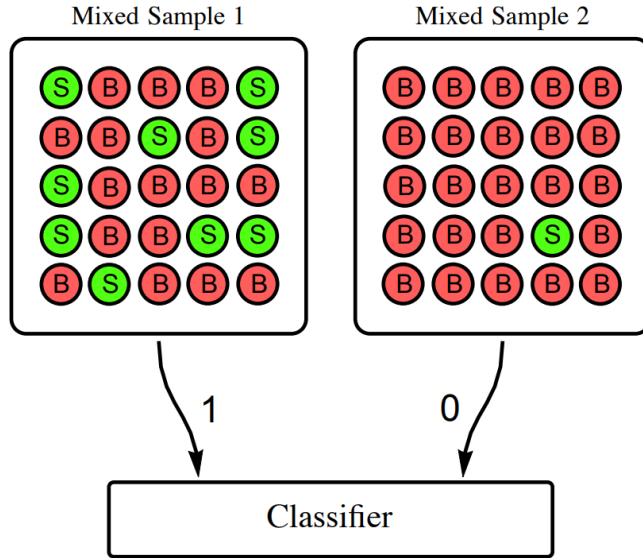 Mixed Sample 1 Mixed Sample 2
S B B B S B B B B B
B B S B S B B B B B
S B B B B B B B B B
S B B S S B B B S B
B S B B B B B B B B
1 0
Classifier